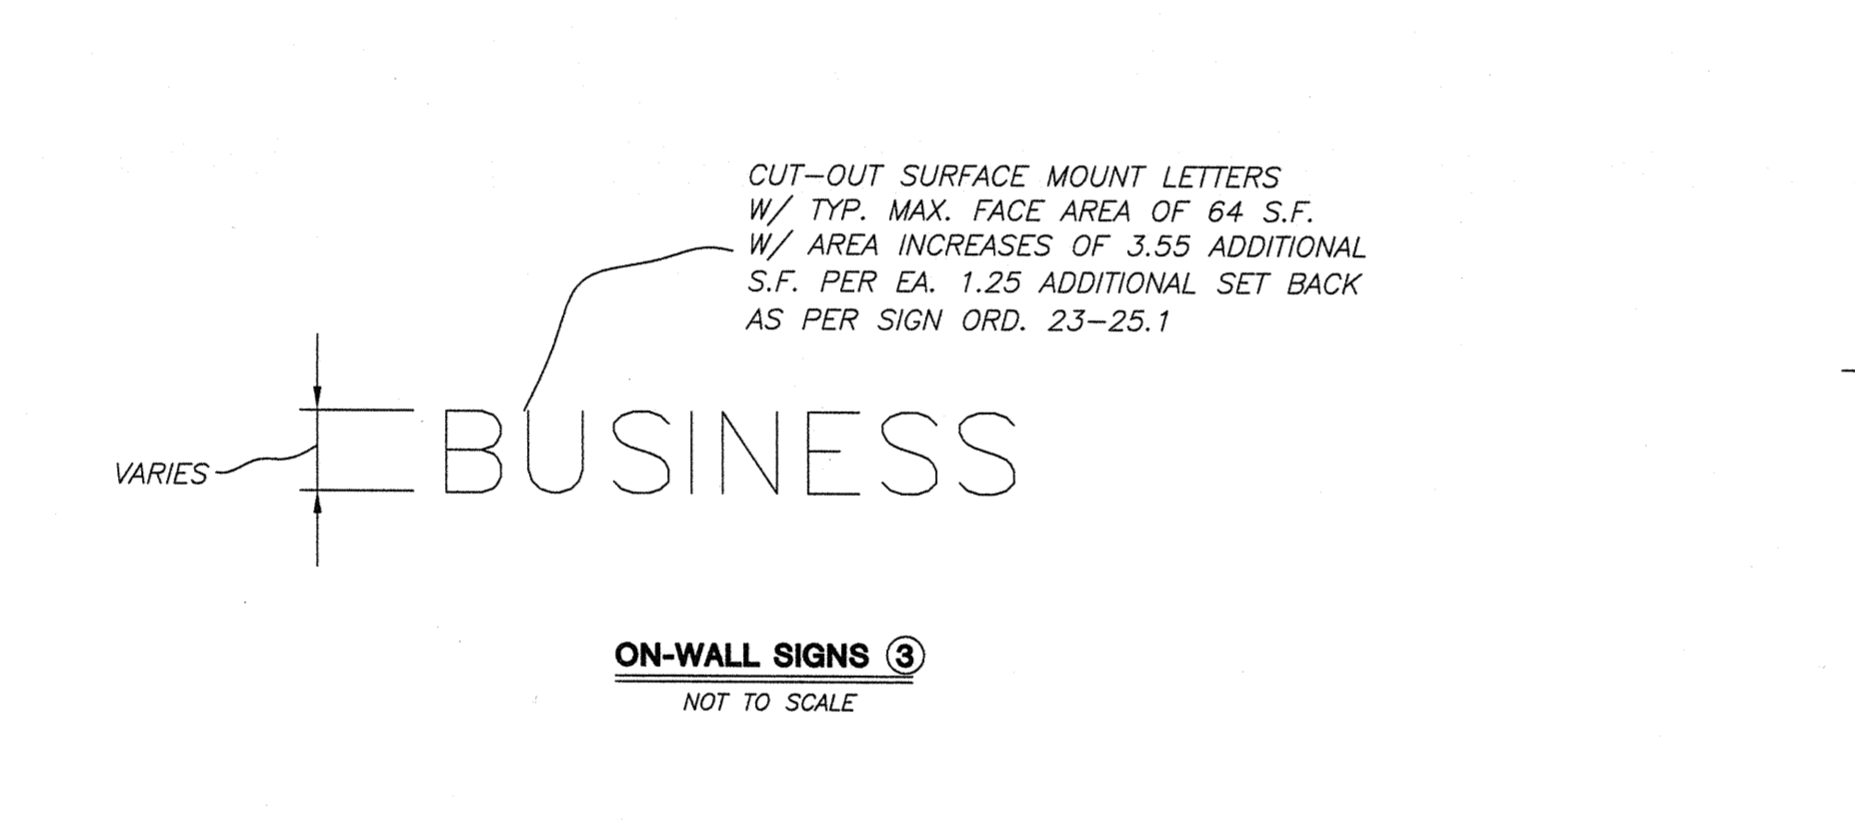 CUT-OUT SURFACE MOUNT LETTERS
W/ TYP. MAX. FACE AREA OF 64 S.F.
W/ AREA INCREASES OF 3.55 ADDITIONAL
S.F. PER EA. 1.25 ADDITIONAL SET BACK
AS PER SIGN ORD. 23-25.1
VARIES
BUSINESS
ON-WALL SIGNS 3
NOT TO SCALE